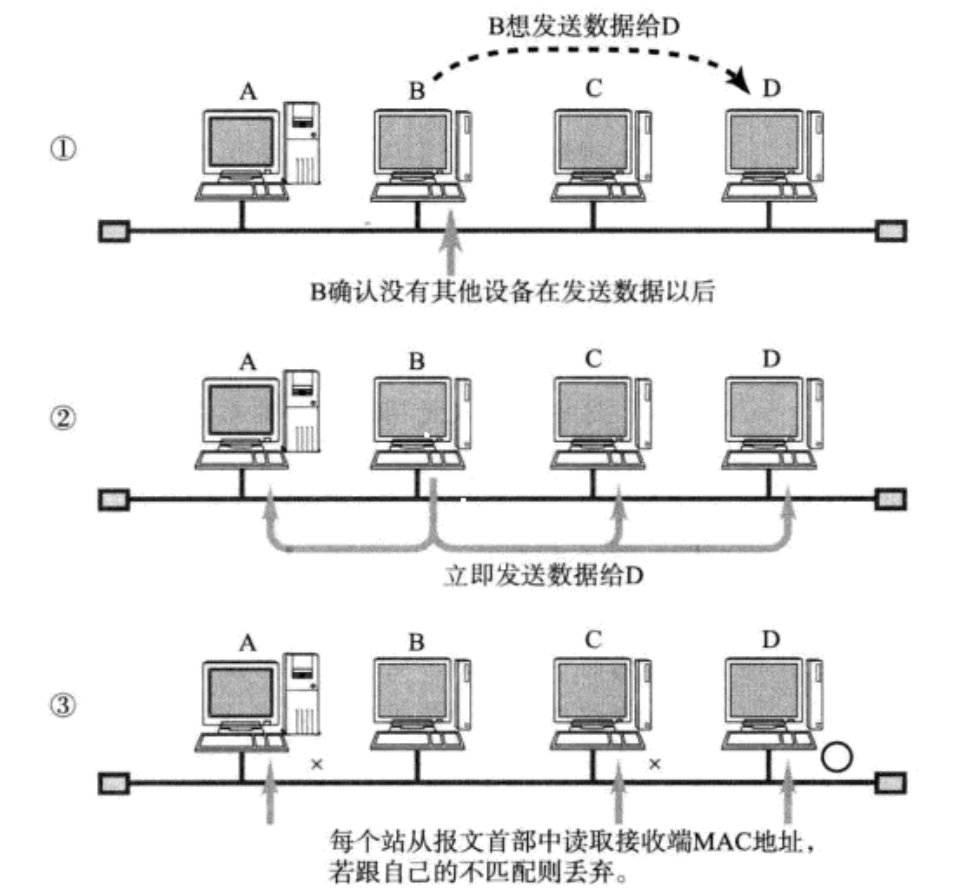 B想发送数据给D
A B C D
①
B确认没有其他设备在发送数据以后
A B C D
②
立即发送数据给D
A B C D
③
× × ○
每个站从报文首部中读取接收端MAC地址，
若跟自己的不匹配则丢弃。